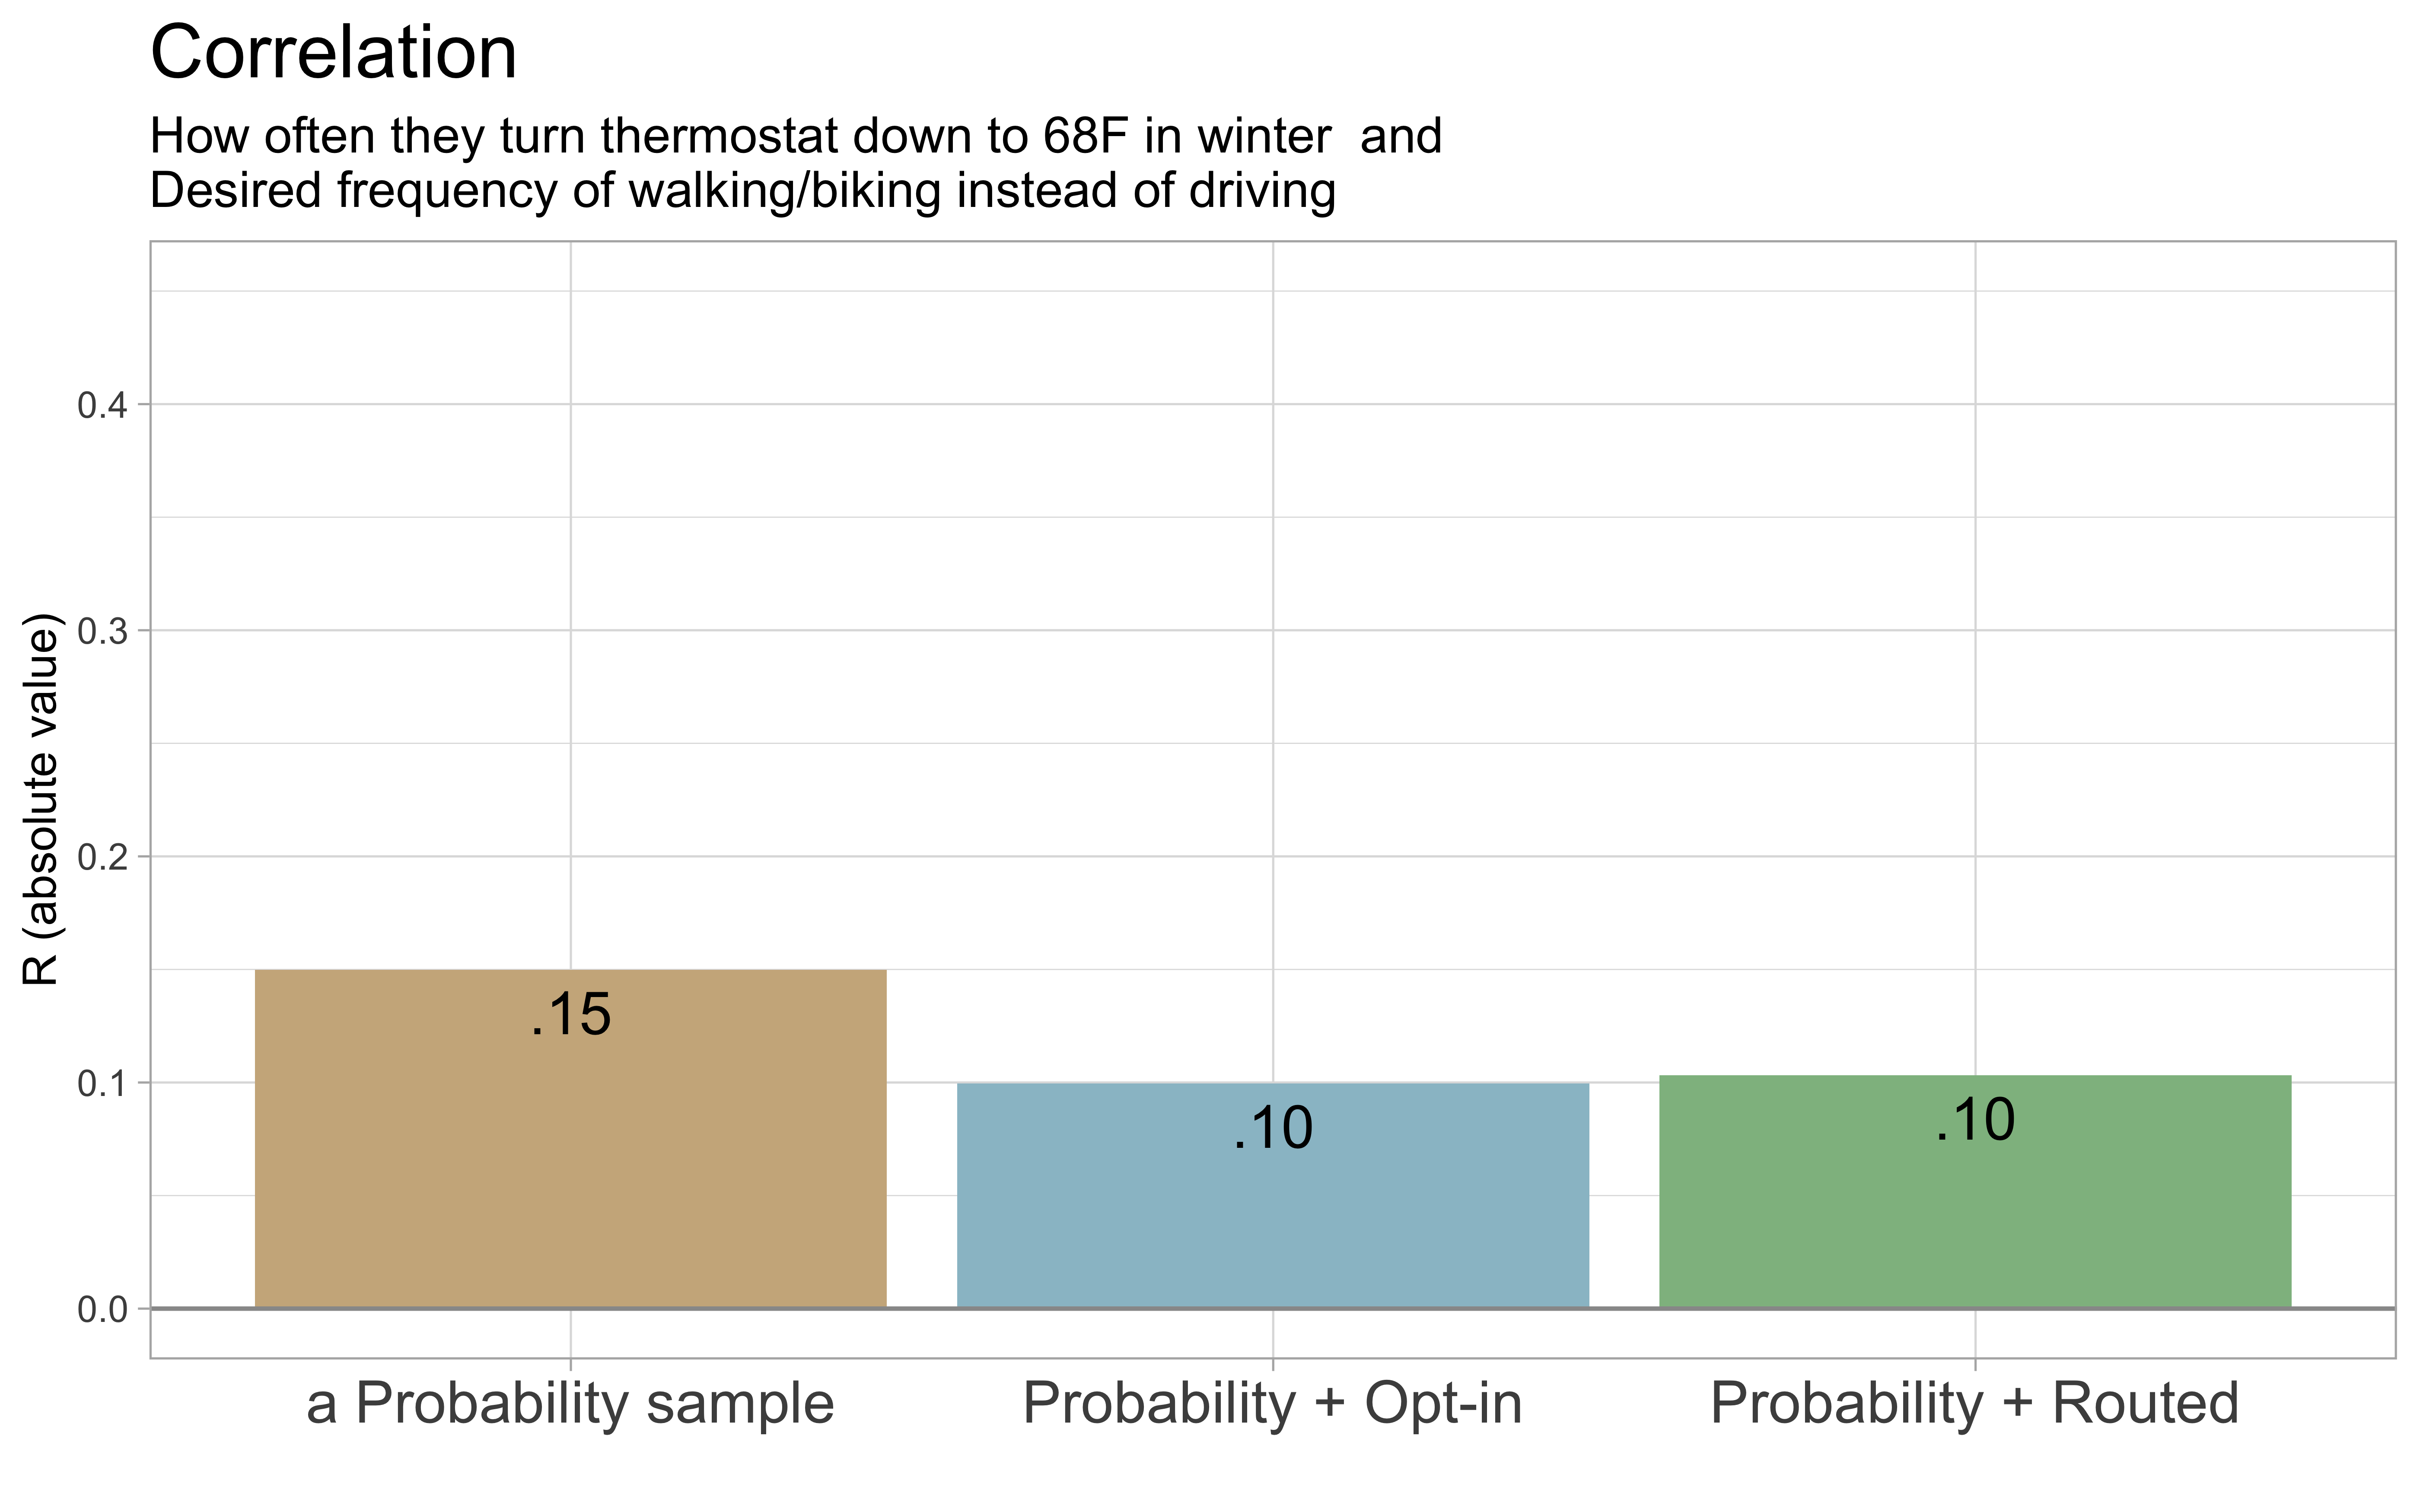 Correlation
How often they turn thermostat down to 68F in winter  and
Desired frequency of walking/biking instead of driving
R (absolute value)
0.4
0.3
0.2
0.1
0.0
.15
.10
.10
a Probability sample
Probability + Opt-in
Probability + Routed